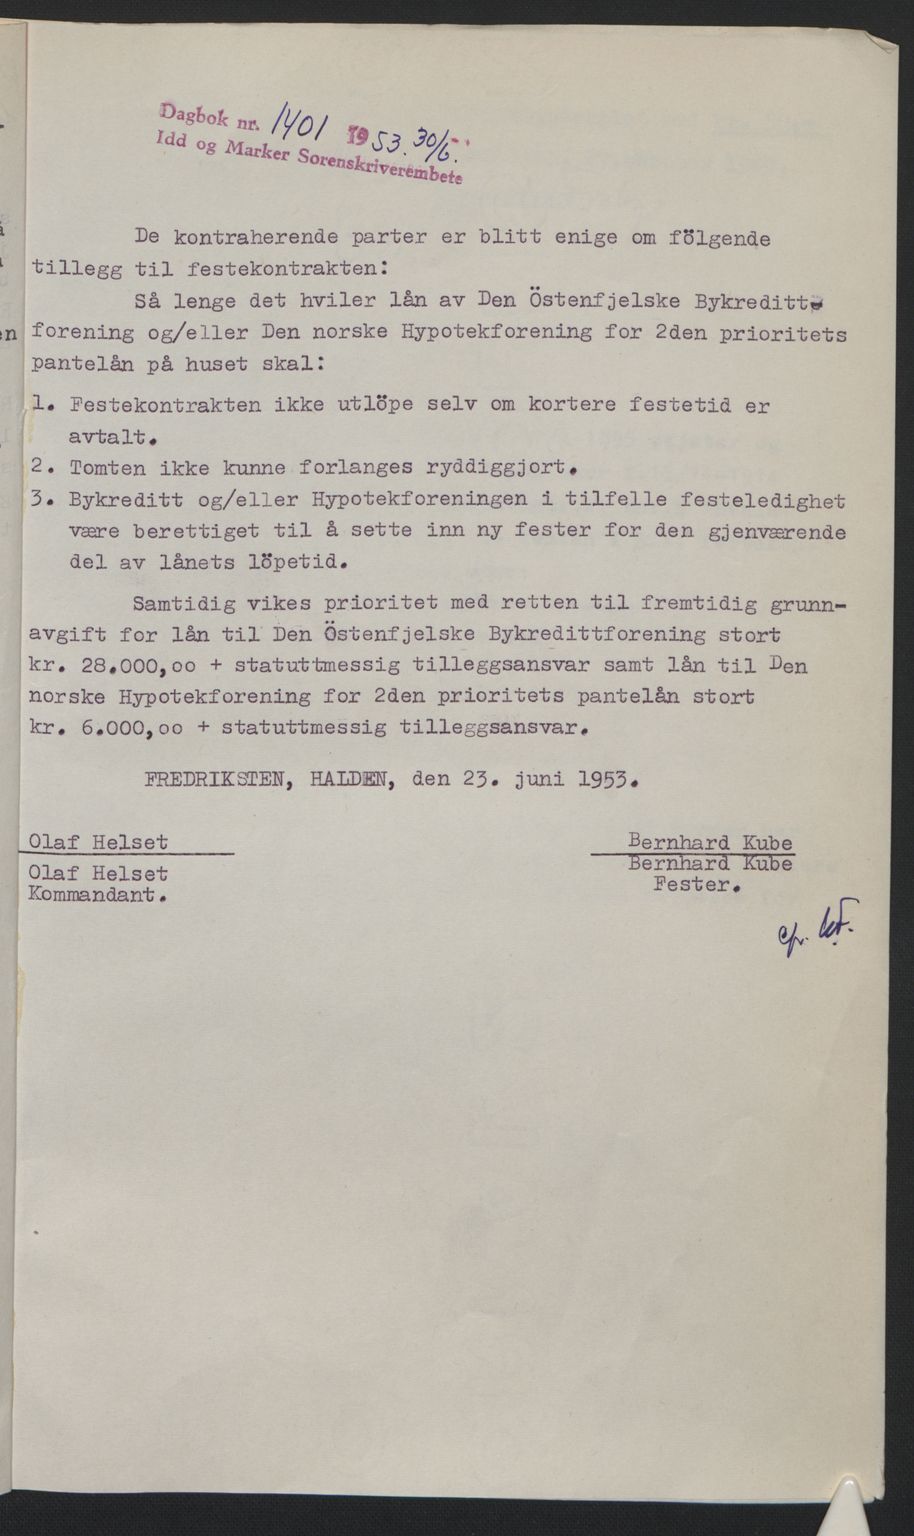 Dagbok nr. 1401 1953. 30/6.
Idd og Marker Sorenskriverembete
De kontraherende parter er blitt enige om fölgende
tillegg til festekontrakten:
Så lenge det hviler lån av Den Östenfjelske Bykreditt-
forening og/eller Den norske Hypotekforening for 2den prioritets
pantelån på huset skal:
1. Festekontrakten ikke utlöpe selv om kortere festetid er
avtalt.
2. Tomten ikke kunne forlanges ryddiggjort.
3. Bykreditt og/eller Hypotekforeningen i tilfelle festeledighet
være berettiget til å sette inn ny fester for den gjenværende
del av lånets löpetid.
Samtidig vikes prioritet med retten til fremtidig grunn-
avgift for lån til Den Östenfjelske Bykredittforening stort
kr. 28.000,oo + statuttmessig tilleggsansvar samt lån til Den
norske Hypotekforening for 2den prioritets pantelån stort
kr. 6.000,oo + statuttmessig tilleggsansvar.
FREDRIKSTEN, HALDEN, den 23. juni 1953.
Olaf Helset
Olaf Helset
Kommandant.
Bernhard Kube
Bernhard Kube
Fester.